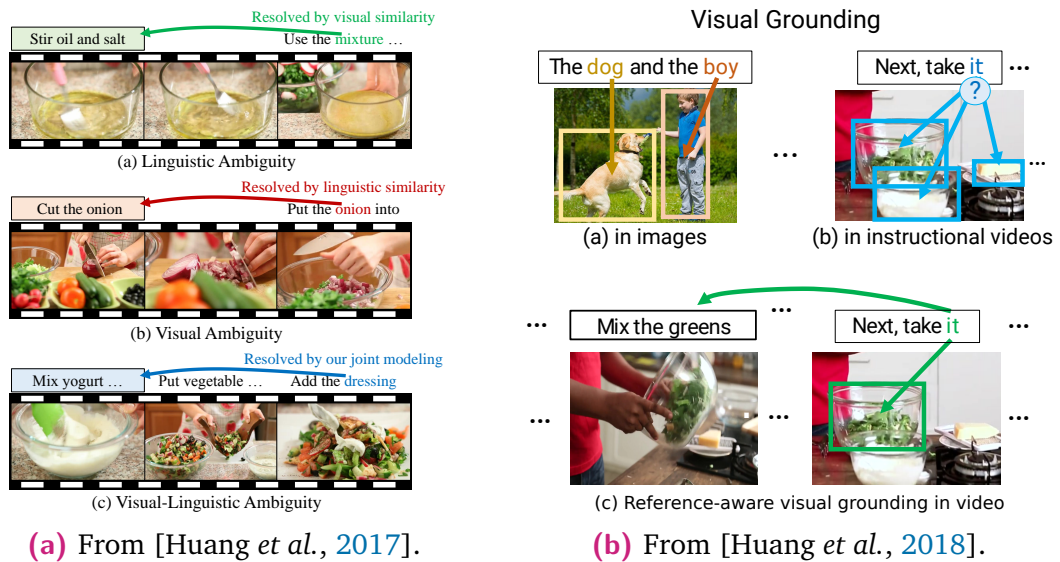 Resolved by visual similarity
Stir oil and salt
Use the mixture ...
(a) Linguistic Ambiguity
Resolved by linguistic similarity
Cut the onion
Put the onion into
(b) Visual Ambiguity
Resolved by our joint modeling
Mix yogurt ...
Put vegetable ...
Add the dressing
(c) Visual-Linguistic Ambiguity
(a) From [Huang et al., 2017].
Visual Grounding
The dog and the boy
Next, take it
...
?
...
...
(a) in images
(b) in instructional videos
...
Mix the greens
...
Next, take it
...
...
...
...
(c) Reference-aware visual grounding in video
(b) From [Huang et al., 2018].